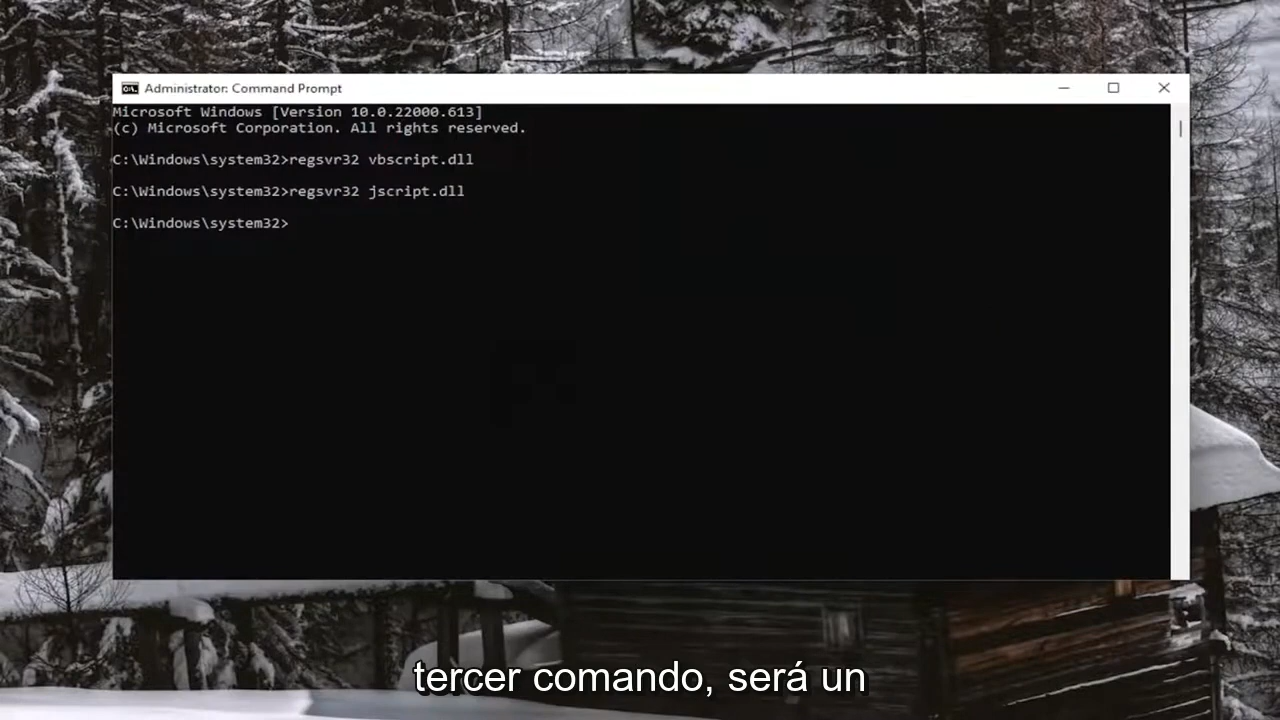 Administrator: Command Prompt
Microsoft Windows [Version 10.0.22000.613]
(c) Microsoft Corporation. All rights reserved.
C:\Windows\system32>regsvr32 vbscript.dll
C:\Windows\system32>regsvr32 jscript.dll
C:\Windows\system32>
tercer comando, será un